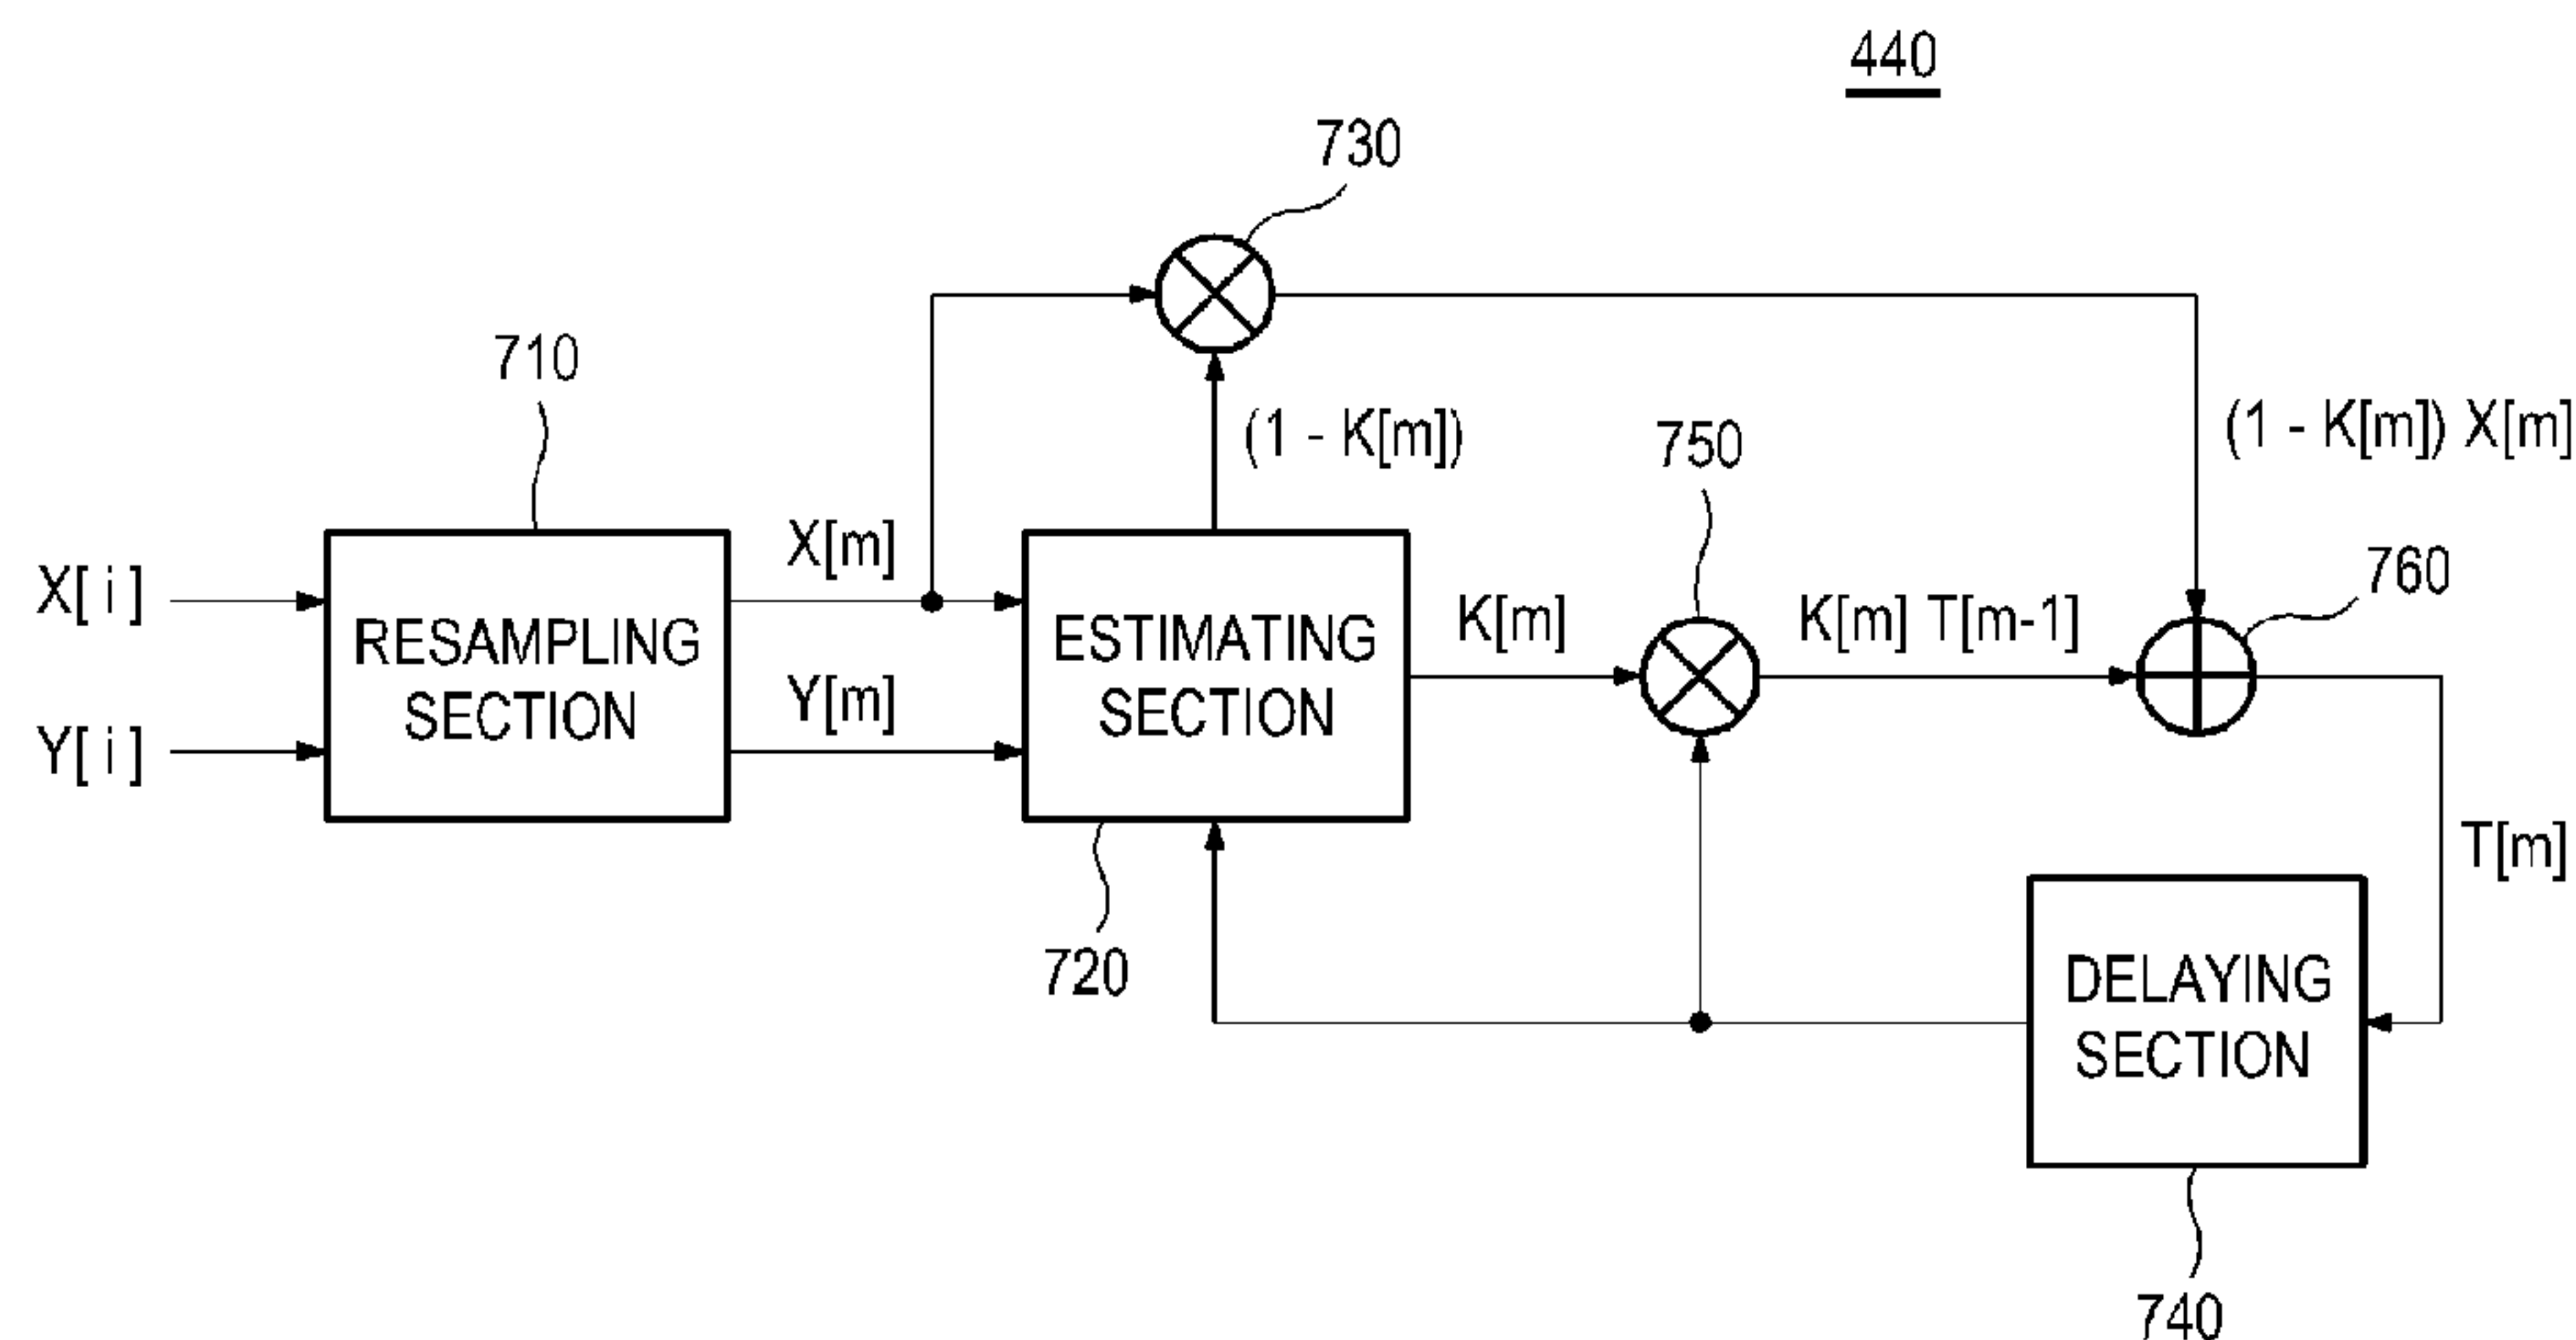 440
730
710
(1 - K[m])
750
(1 - K[m]) X[m]
X[m]
760
X[ i ]
K[m]
K[m] T[m-1]
RESAMPLING
SECTION
ESTIMATING
SECTION
Y[m]
Y[ i ]
T[m]
720
DELAYING
SECTION
740